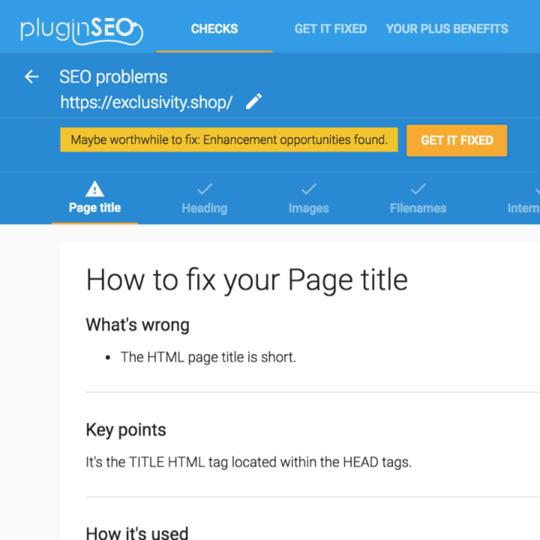 pluginSEO
CHECKS
GET IT FIXED
YOUR PLUS BENEFITS
SEO problems
https://exclusivity.shop/
Maybe worthwhile to fix: Enhancement opportunities found.
GET IT FIXED
Page title
Heading
Images
Filenames
Intern
How to fix your Page title
What's wrong
• The HTML page title is short.
Key points
It's the TITLE HTML tag located within the HEAD tags.
How it's used